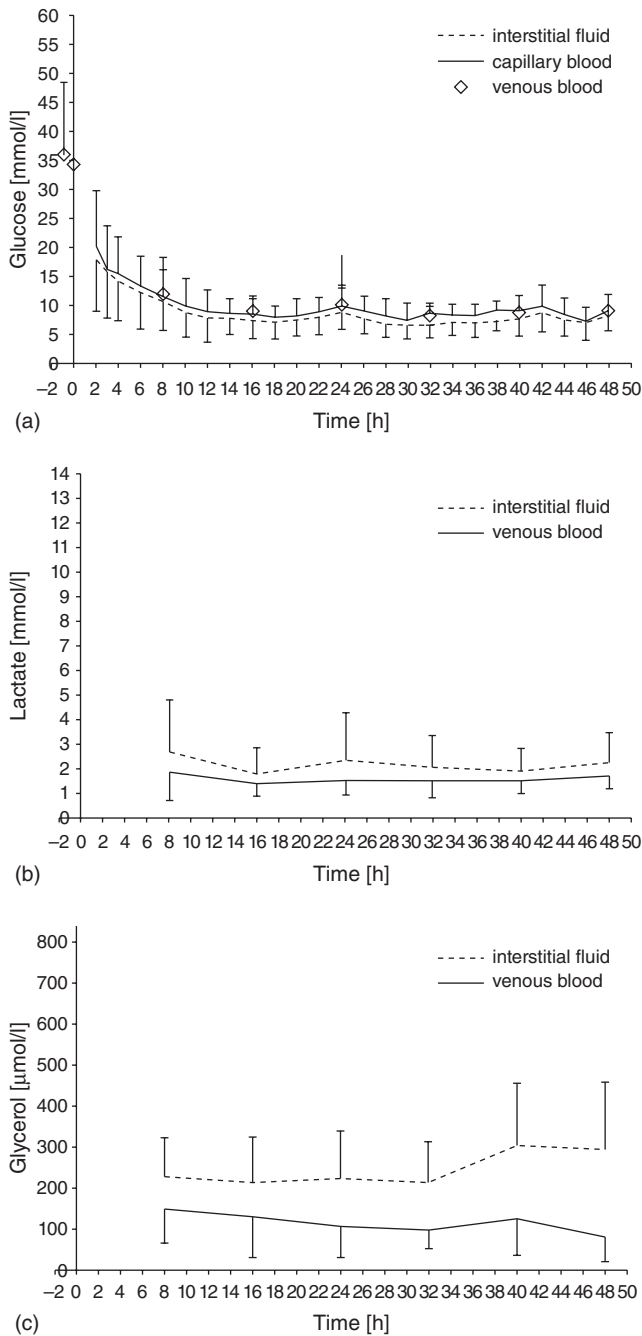 60
55
50
45
40
35
30
25
20
15
10
5
0
Glucose [mmol/l]
interstitial fluid
capillary blood
venous blood
–2 0 2 4 6 8 10 12 14 16 18 20 22 24 26 28 30 32 34 36 38 40 42 44 46 48 50
(a)
Time [h]
14
13
12
11
10
9
8
7
6
5
4
3
2
1
0
Lactate [mmol/l]
interstitial fluid
venous blood
–2 0 2 4 6 8 10 12 14 16 18 20 22 24 26 28 30 32 34 36 38 40 42 44 46 48 50
(b)
Time [h]
800
700
600
500
400
300
200
100
0
Glycerol [μmol/l]
interstitial fluid
venous blood
–2 0 2 4 6 8 10 12 14 16 18 20 22 24 26 28 30 32 34 36 38 40 42 44 46 48 50
(c)
Time [h]